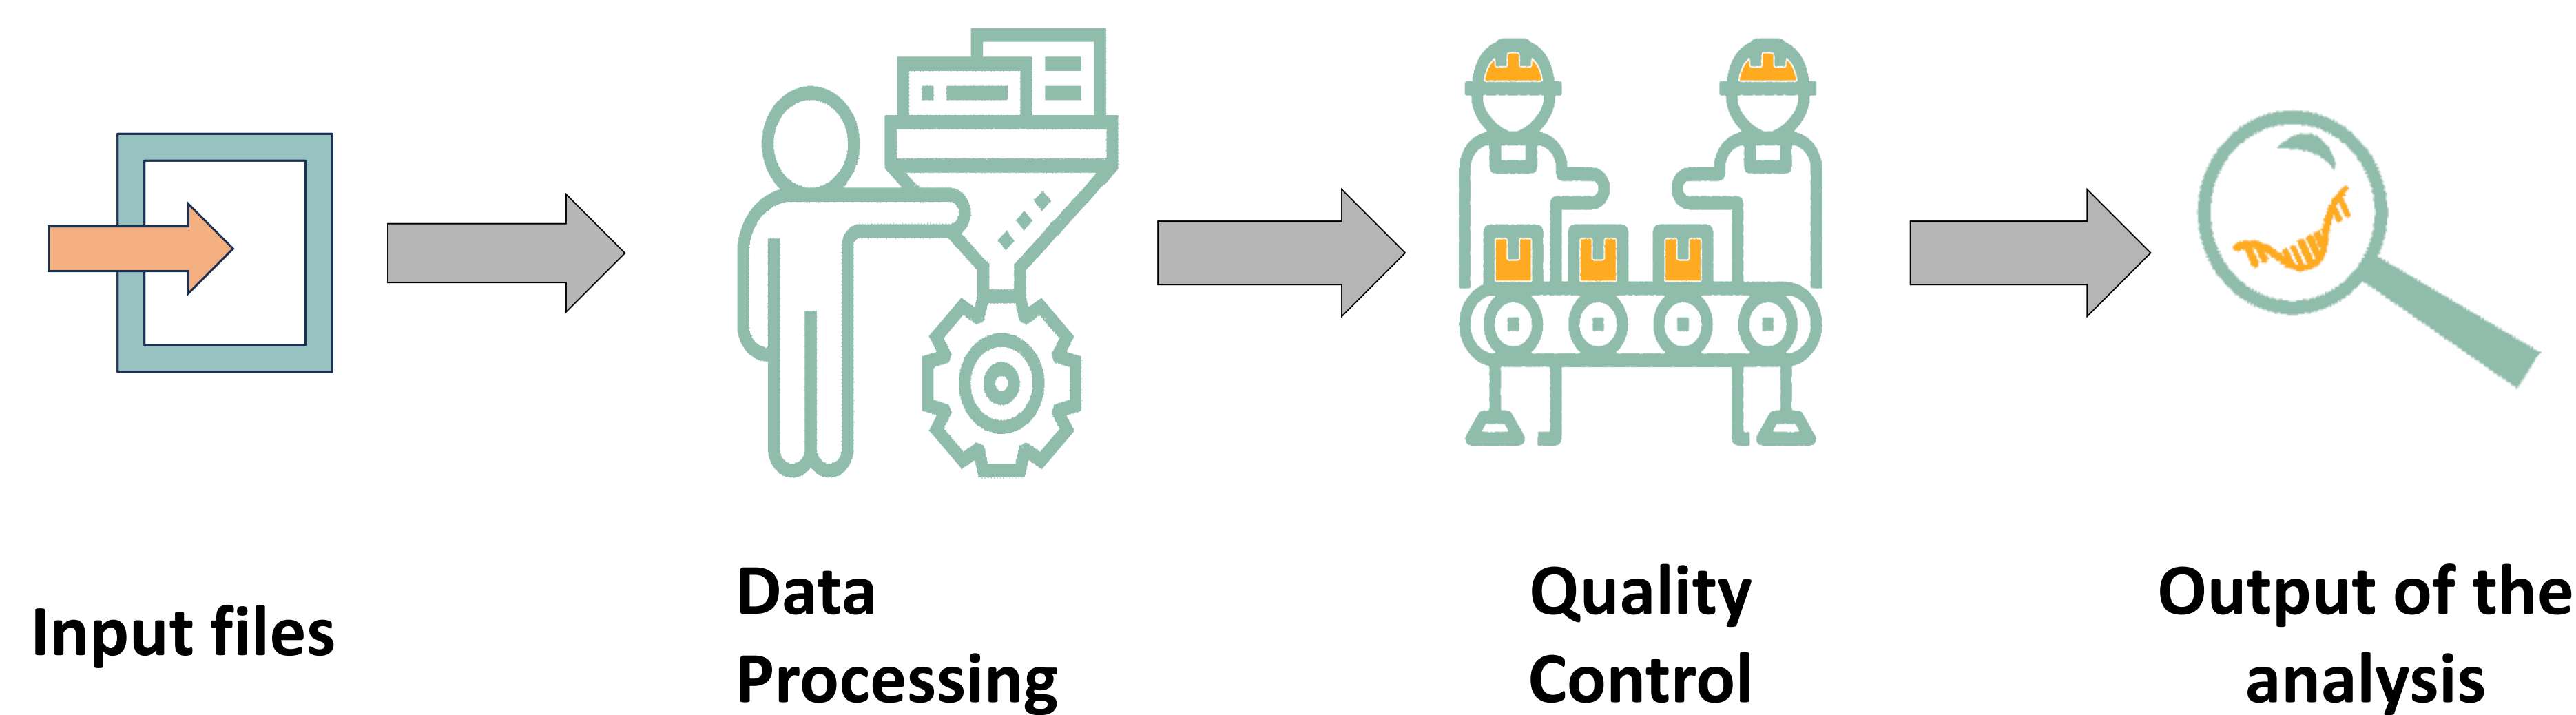 Input files
Data
Processing
Quality
Control
Output of the
analysis